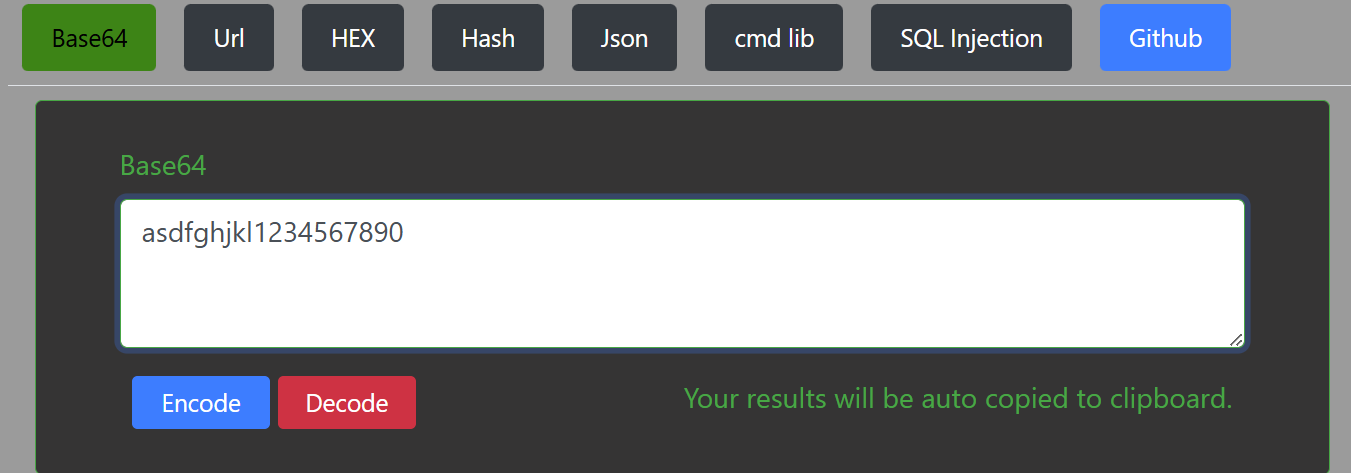 Base64 Url HEX Hash Json cmd lib SQL Injection Github
Base64
asdfghjkl1234567890
Encode Decode Your results will be auto copied to clipboard.